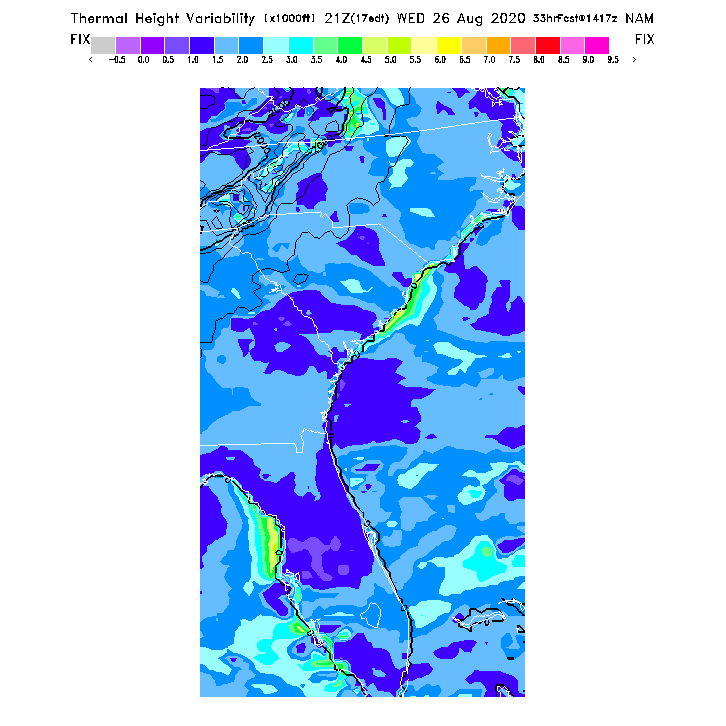 Thermal Height Variability [x1000ft] 21Z(17edt) WED 26 Aug 2020 33hrFcst@1417z NAM
FIX FIX
< -0.5 0.0 0.5 1.0 1.5 2.0 2.5 3.0 3.5 4.0 4.5 5.0 5.5 6.0 6.5 7.0 7.5 8.0 8.5 9.0 9.5 >